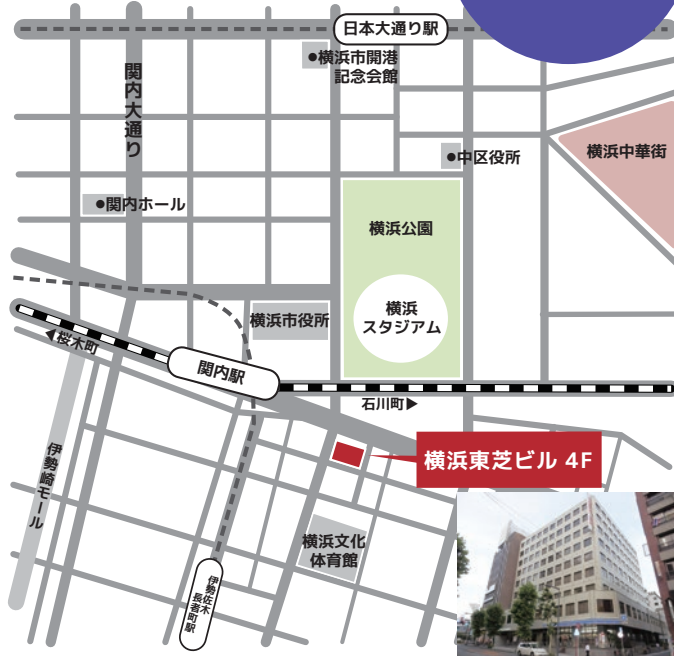 日本大通り駅
●横浜市開港
記念会館
関内大通り
●中区役所
横浜中華街
●関内ホール
横浜公園
横浜
スタジアム
横浜市役所
◀桜木町
関内駅
石川町▶
横浜東芝ビル 4F
伊勢崎モール
横浜文化
体育館
伊勢佐木
長者町駅